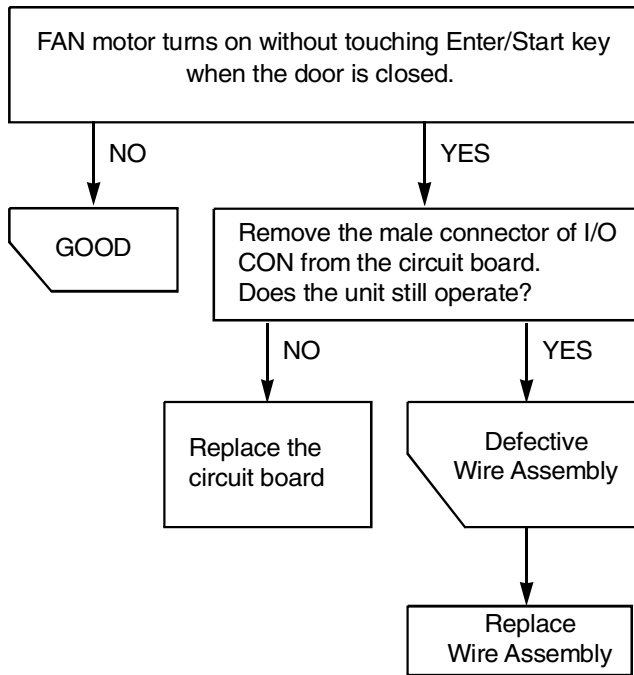 FAN motor turns on without touching Enter/Start key
when the door is closed.
NO
YES
GOOD
Remove the male connector of I/O
CON from the circuit board.
Does the unit still operate?
NO
YES
Replace the
circuit board
Defective
Wire Assembly
Replace
Wire Assembly